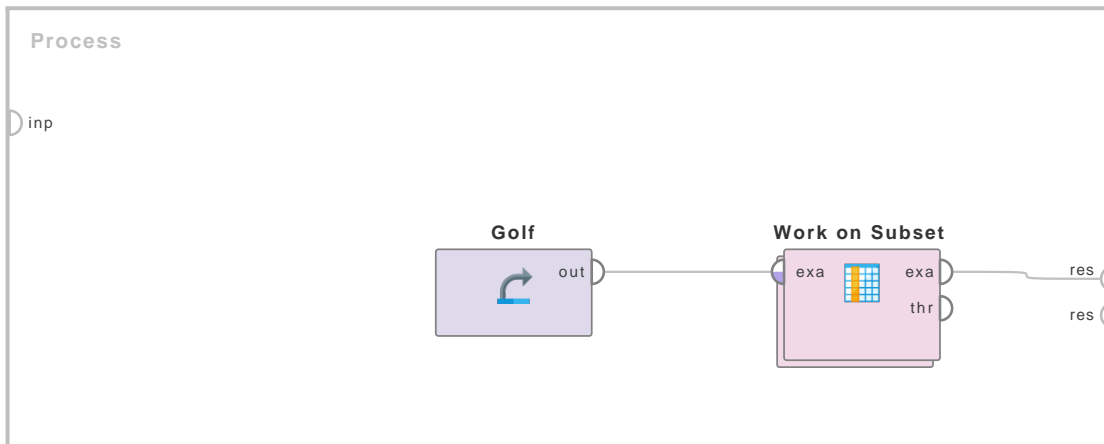 Process
inp
Golf
Work on Subset
out
exa
exa
thr
res
res